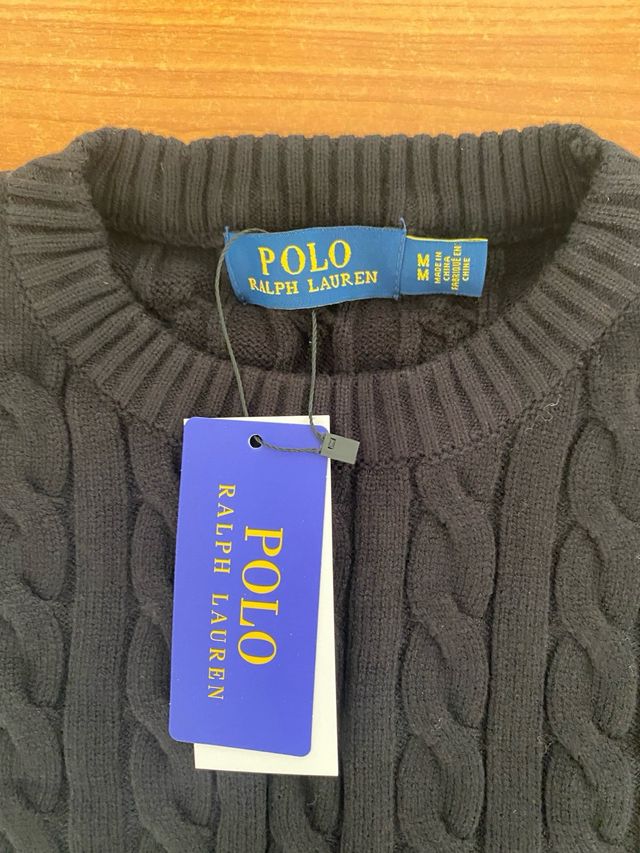 POLO
RALPH LAUREN
M
M
MADE IN
CHINA
FABRIQUÉ EN
CHINE
POLO
RALPH LAUREN